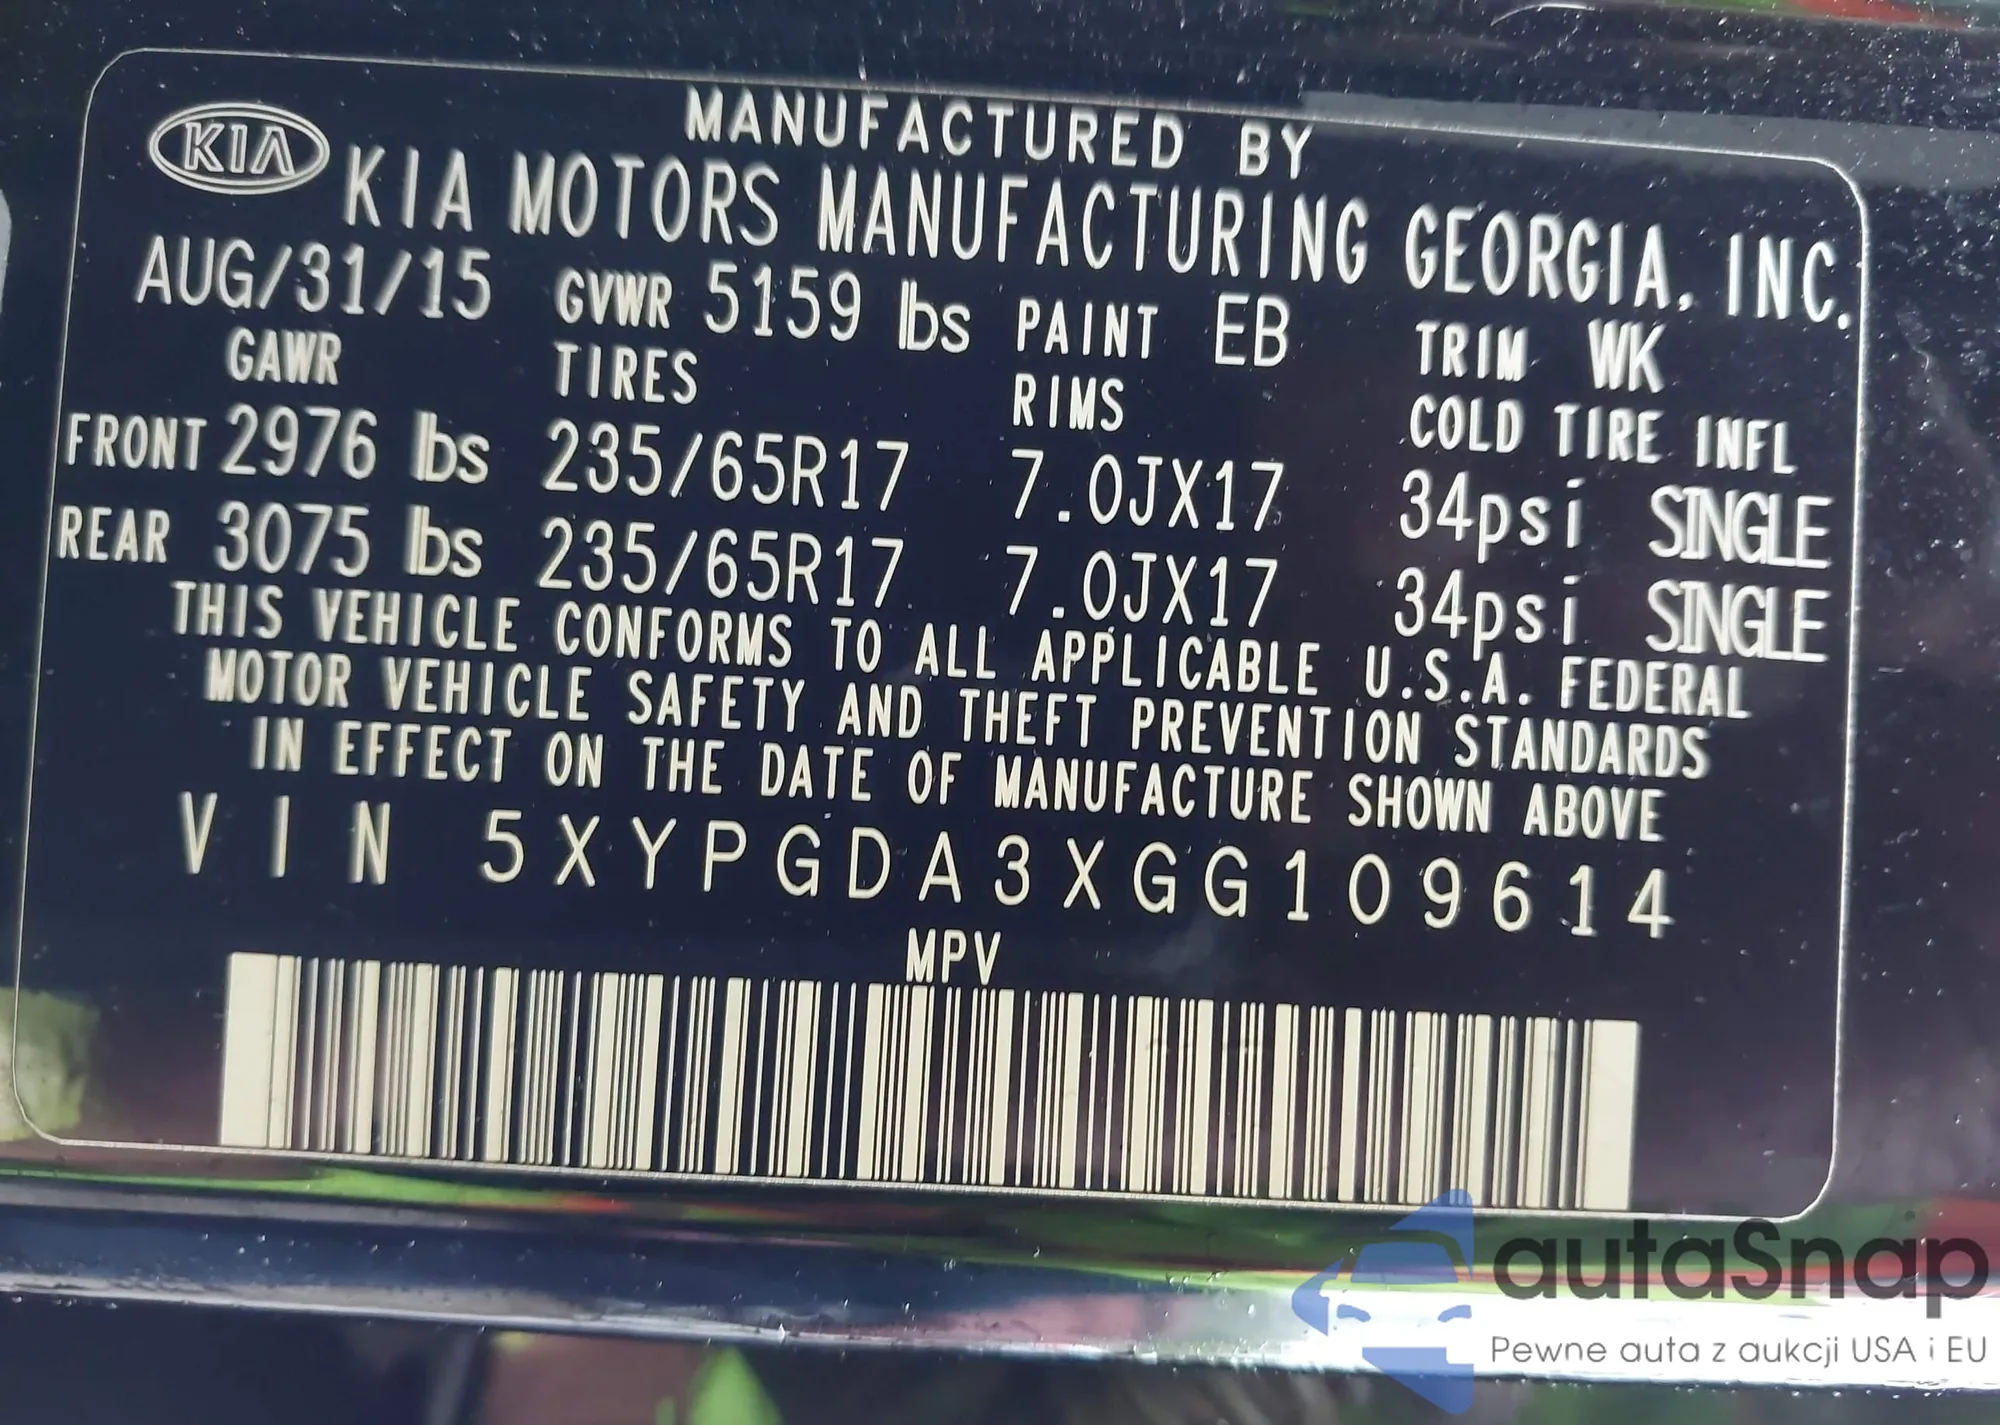 MANUFACTURED BY
KIA KIA MOTORS MANUFACTURING GEORGIA, INC.
AUG/31/15 GVWR 5159 lbs PAINT EB TRIM WK
GAWR TIRES RIMS COLD TIRE INFL
FRONT 2976 lbs 235/65R17 7.0JX17 34psi SINGLE
REAR 3075 lbs 235/65R17 7.0JX17 34psi SINGLE
THIS VEHICLE CONFORMS TO ALL APPLICABLE U.S.A. FEDERAL
MOTOR VEHICLE SAFETY AND THEFT PREVENTION STANDARDS
IN EFFECT ON THE DATE OF MANUFACTURE SHOWN ABOVE
VIN 5XYPGDA3XGG109614
MPV
autaSnap
Pewne auta z aukcji USA i EU